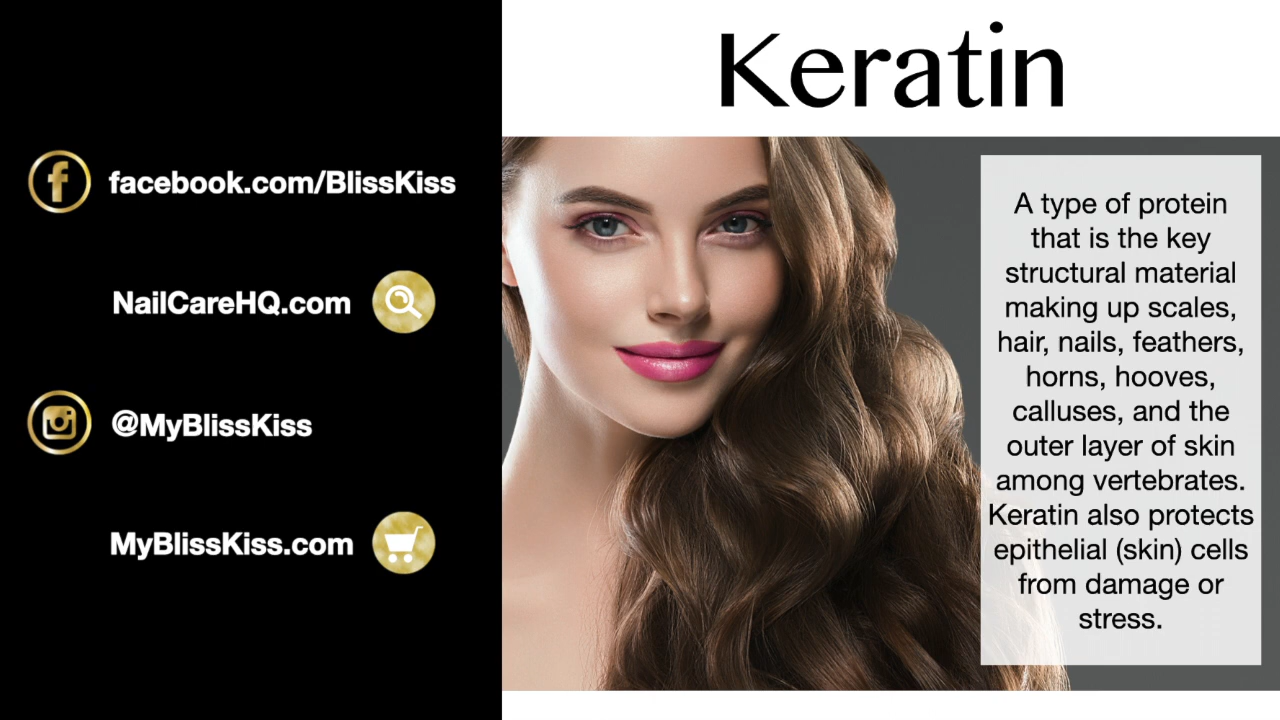 facebook.com/BlissKiss
NailCareHQ.com
@MyBlissKiss
MyBlissKiss.com
Keratin
A type of protein
that is the key
structural material
making up scales,
hair, nails, feathers,
horns, hooves,
calluses, and the
outer layer of skin
among vertebrates.
Keratin also protects
epithelial (skin) cells
from damage or
stress.